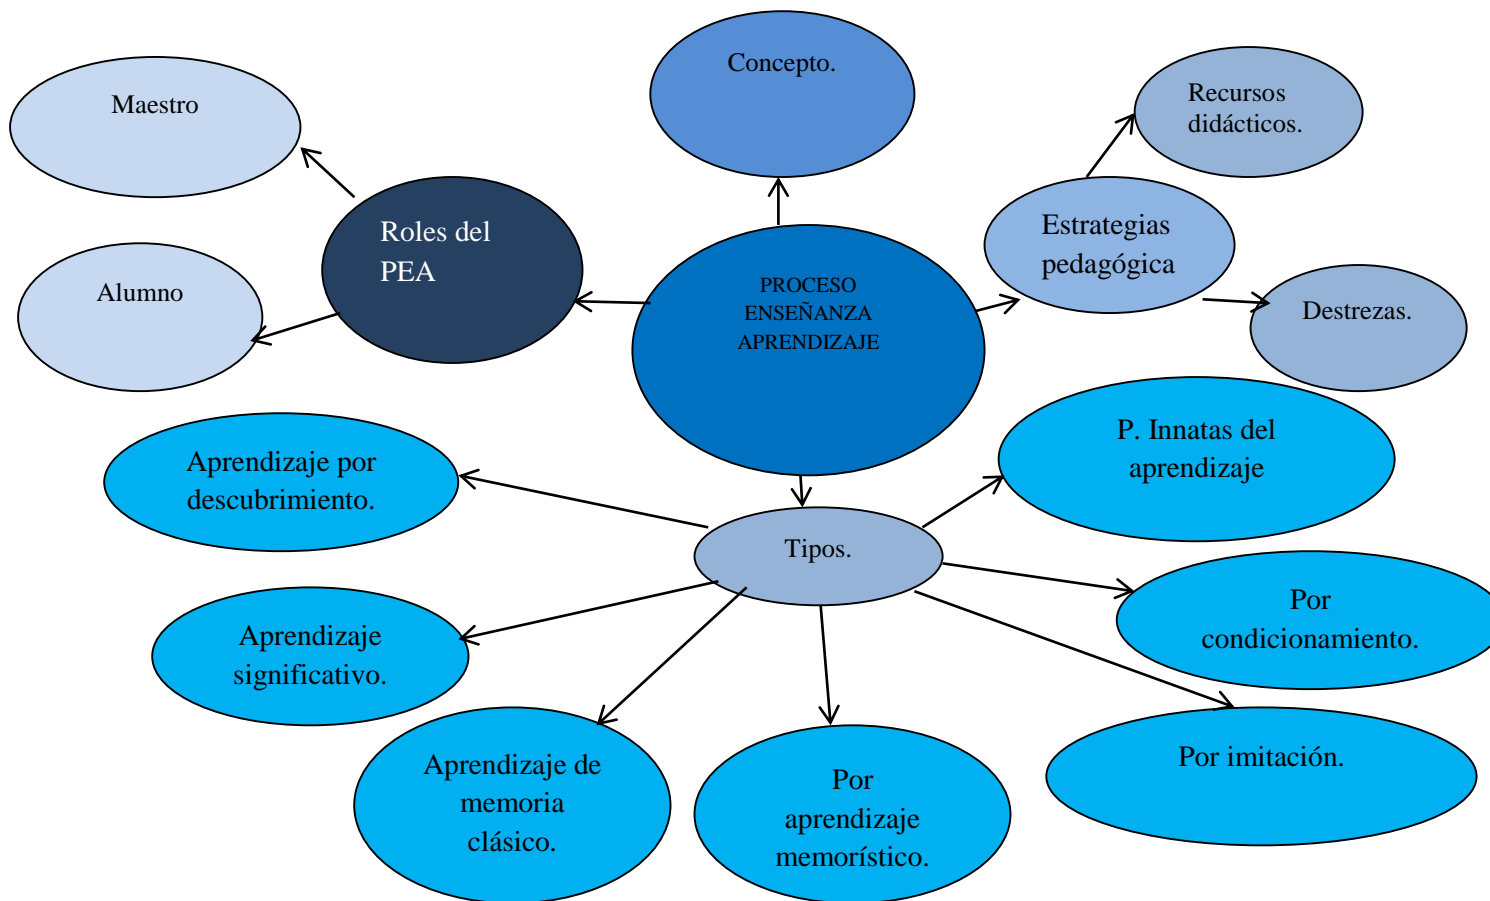 Concepto.
Maestro
Recursos
didácticos.
Roles del
PEA
Estrategias
pedagógica
Alumno
PROCESO
ENSEÑANZA
APRENDIZAJE
Destrezas.
Aprendizaje por
descubrimiento.
P. Innatas del
aprendizaje
Tipos.
Aprendizaje
significativo.
Por
condicionamiento.
Aprendizaje de
memoria
clásico.
Por
aprendizaje
memorístico.
Por imitación.